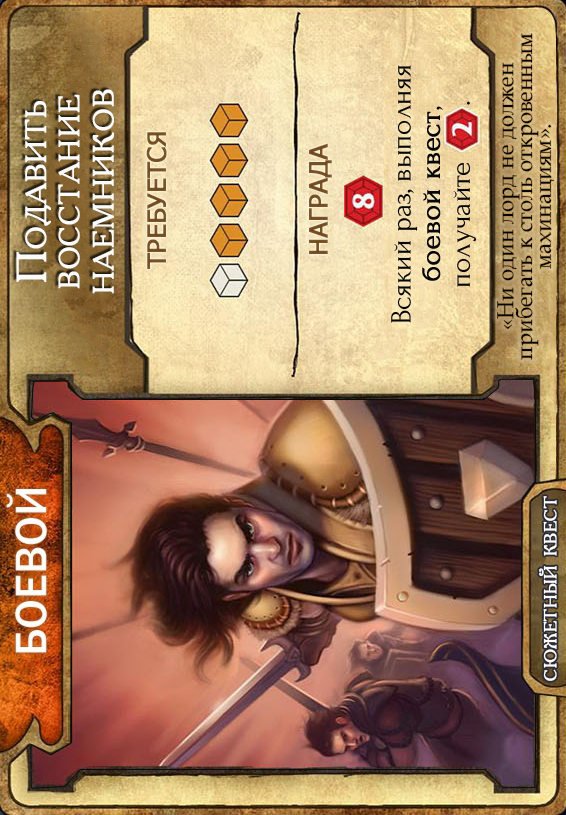 БОЕВОЙ
ПОДАВИТЬ
ВОССТАНИЕ
НАЕМНИКОВ
ТРЕБУЕТСЯ
НАГРАДА
8
Всякий раз, выполняя
боевой квест,
получайте 2.
«Ни один лорд не должен
прибегать к столь откровенным
махинациям».
СЮЖЕТНЫЙ КВЕСТ